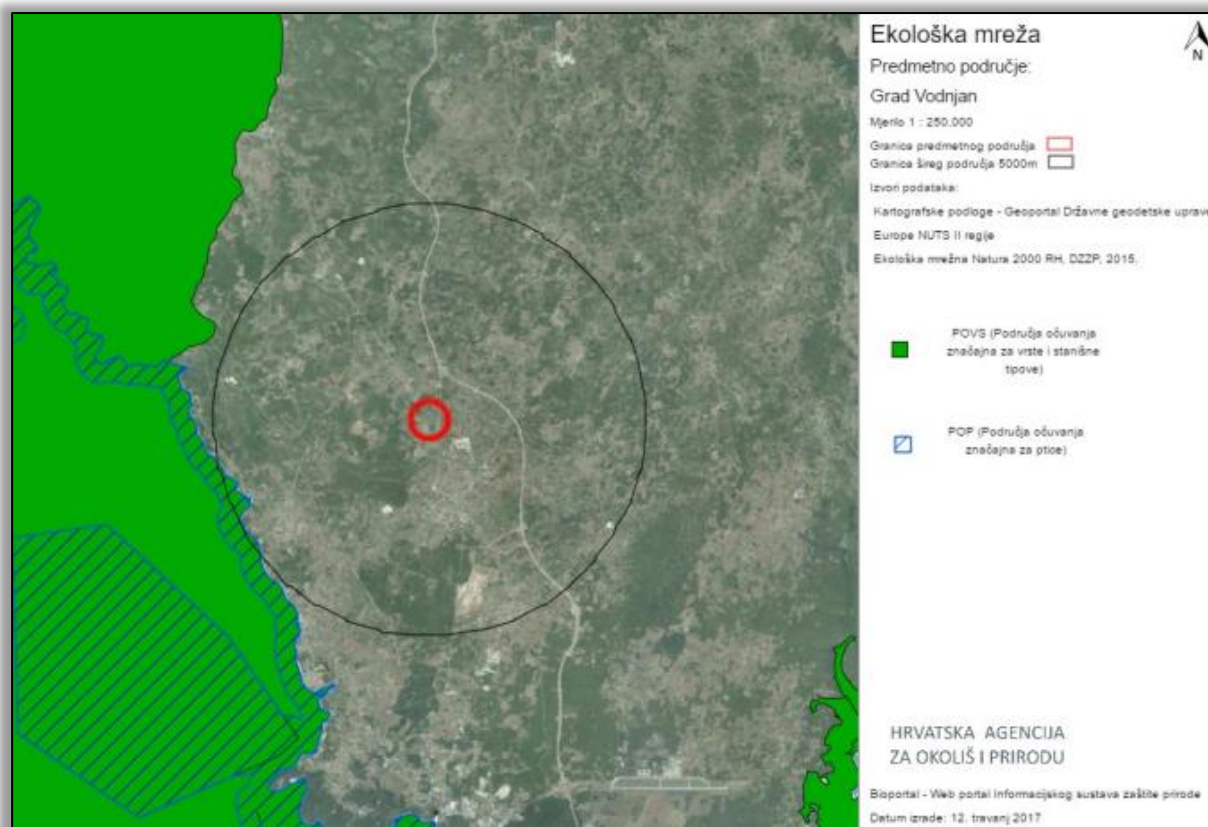 Ekološka mreža
N
Predmetno područje:
Grad Vodnjan
Mjerilo 1 : 250.000
Granica predmetnog područja
Granica šireg područja 5000m
Izvori podataka:
Kartografske podloge - Geoportal Državne geodetske uprave
Europe NUTS II regije
Ekološka mrežna Natura 2000 RH, DZZP, 2015.
POVS (Područja očuvanja
značajna za vrste i stanišne
tipove)
POP (Područja očuvanja
značajna za ptice)
HRVATSKA AGENCIJA
ZA OKOLIŠ I PRIRODU
Bioportal - Web portal Informacijskog sustava zaštite prirode
Datum izrade: 12. travanj 2017